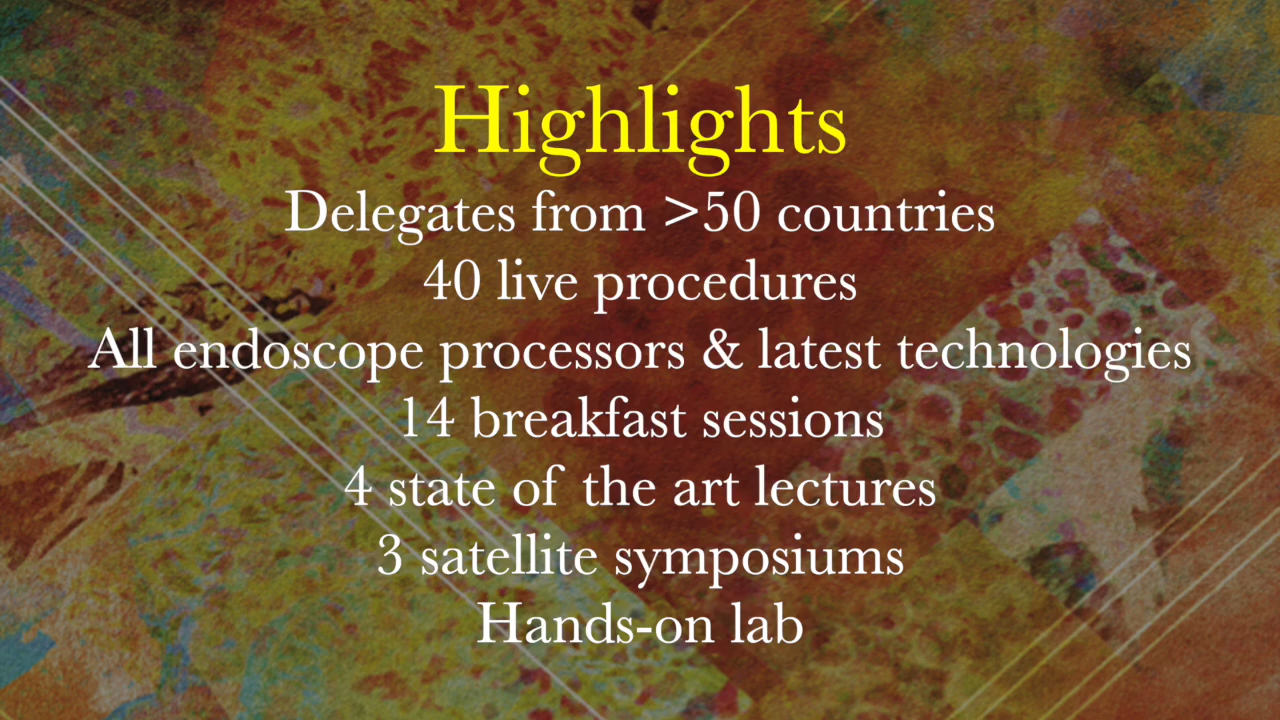 Highlights
Delegates from >50 countries
40 live procedures
All endoscope processors & latest technologies
14 breakfast sessions
4 state of the art lectures
3 satellite symposiums
Hands-on lab